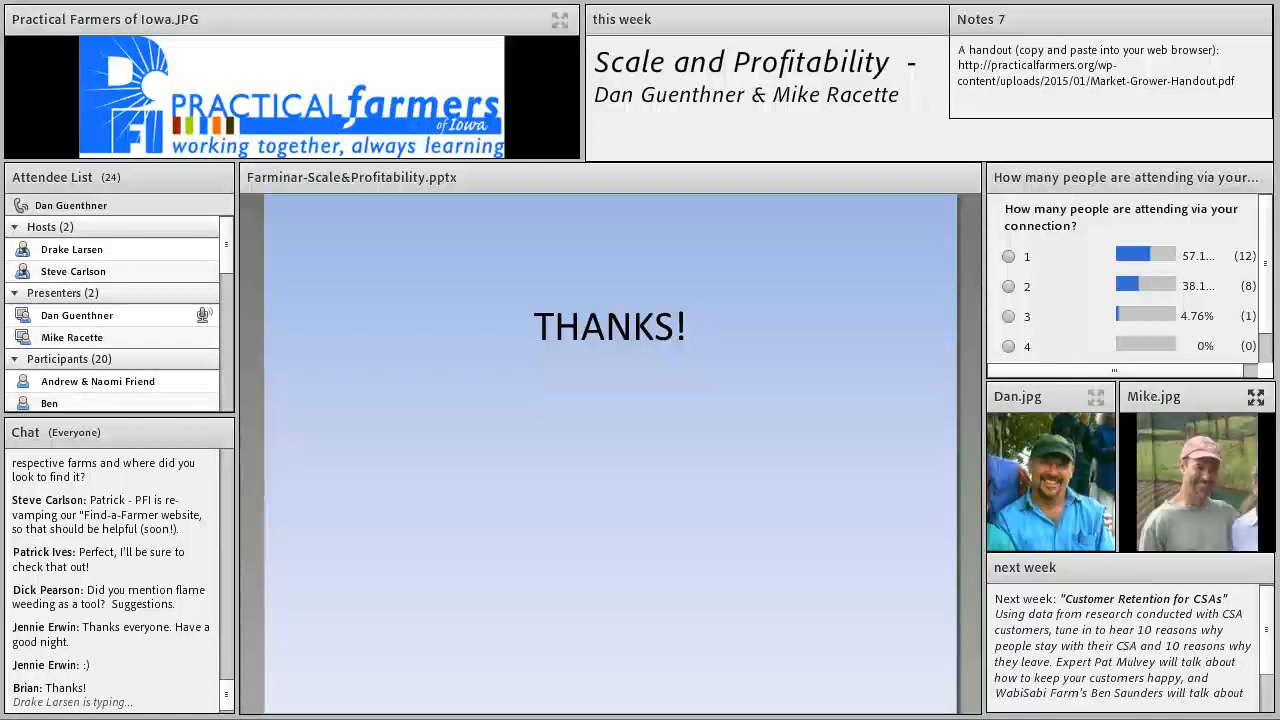 Practical Farmers of Iowa.JPG
PRACTICAL farmers
of Iowa
PFI
working together, always learning
this week
Scale and Profitability -
Dan Guenthner & Mike Racette
Notes 7
A handout (copy and paste into your web browser):
http://practicalfarmers.org/wp-
content/uploads/2015/01/Market-Grower-Handout.pdf
Attendee List (24)
Dan Guenthner
Hosts (2)
Drake Larsen
Steve Carlson
Presenters (2)
Dan Guenthner
Mike Racette
Participants (20)
Andrew & Naomi Friend
Ben
Chat (Everyone)
respective farms and where did you
look to find it?
Steve Carlson: Patrick - PFI is re-
vamping our "Find-a-Farmer website,
so that should be helpful (soon!).
Patrick Ives: Perfect, I'll be sure to
check that out!
Dick Pearson: Did you mention flame
weeding as a tool? Suggestions.
Jennie Erwin: Thanks everyone. Have a
good night.
Jennie Erwin: :)
Brian: Thanks!
Drake Larsen is typing...
Farminar-Scale&Profitability.pptx
THANKS!
How many people are attending via your...
How many people are attending via your
connection?
1 57.1... (12)
2 38.1... (8)
3 4.76% (1)
4 0% (0)
Dan.jpg
Mike.jpg
next week
Next week: "Customer Retention for CSAs"
Using data from research conducted with CSA
customers, tune in to hear 10 reasons why
people stay with their CSA and 10 reasons why
they leave. Expert Pat Mulvey will talk about
how to keep your customers happy, and
WabiSabi Farm's Ben Saunders will talk about